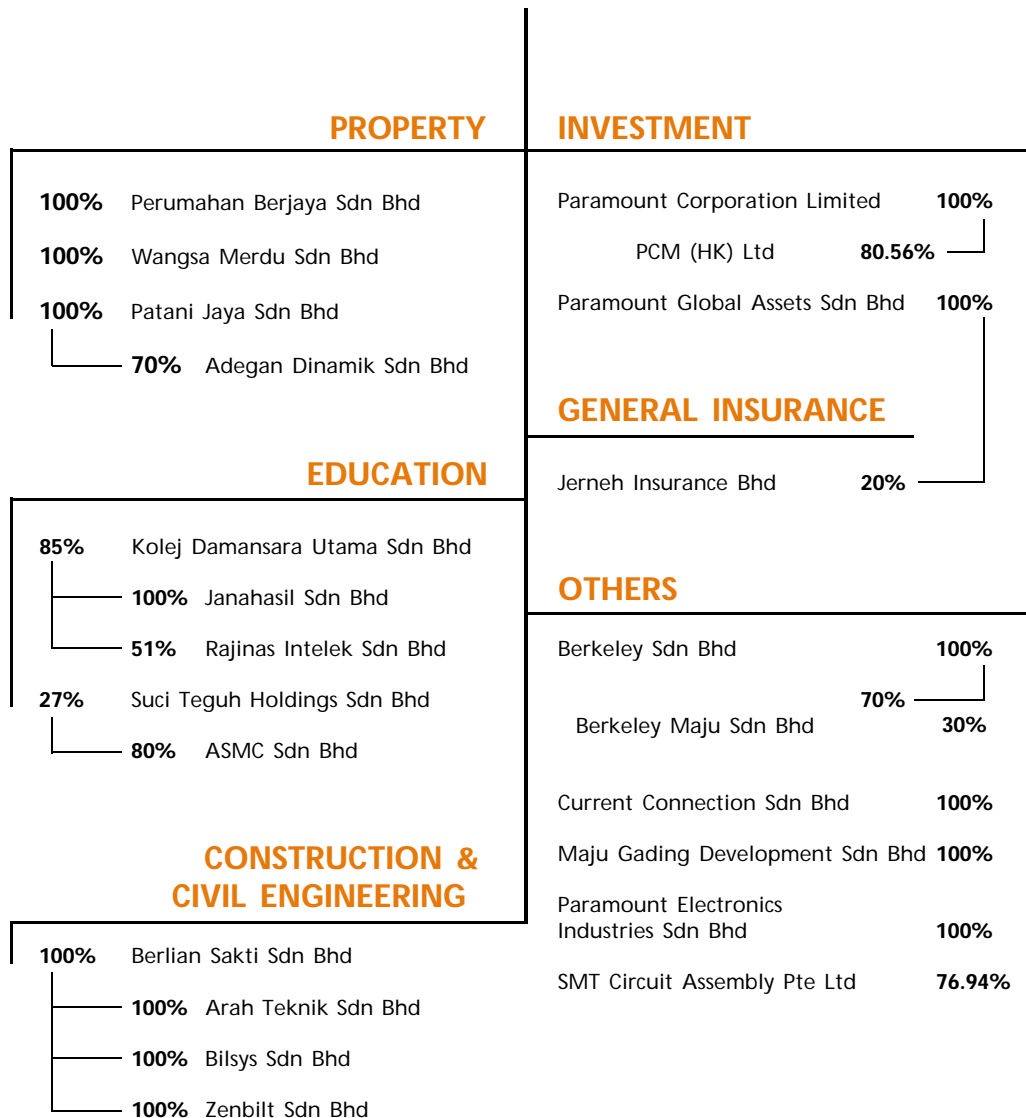 PROPERTY
100% Perumahan Berjaya Sdn Bhd
100% Wangsa Merdu Sdn Bhd
100% Patani Jaya Sdn Bhd
70% Adegan Dinamik Sdn Bhd
EDUCATION
85% Kolej Damansara Utama Sdn Bhd
100% Janahasil Sdn Bhd
51% Rajinas Intelek Sdn Bhd
27% Suci Teguh Holdings Sdn Bhd
80% ASMC Sdn Bhd
CONSTRUCTION &
CIVIL ENGINEERING
100% Berlian Sakti Sdn Bhd
100% Arah Teknik Sdn Bhd
100% Bilsys Sdn Bhd
100% Zenbilt Sdn Bhd
INVESTMENT
Paramount Corporation Limited 100%
PCM (HK) Ltd 80.56%
Paramount Global Assets Sdn Bhd 100%
GENERAL INSURANCE
Jerneh Insurance Bhd 20%
OTHERS
Berkeley Sdn Bhd 100%
70%
Berkeley Maju Sdn Bhd 30%
Current Connection Sdn Bhd 100%
Maju Gading Development Sdn Bhd 100%
Paramount Electronics
Industries Sdn Bhd 100%
SMT Circuit Assembly Pte Ltd 76.94%